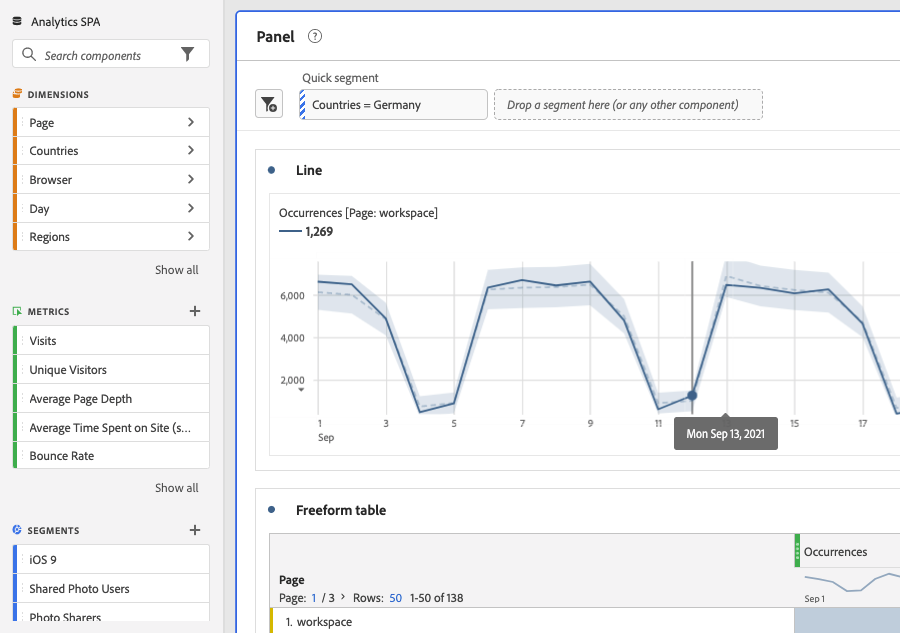 Analytics SPA
Search components
DIMENSIONS
Page
Countries
Browser
Day
Regions
Show all
METRICS
Visits
Unique Visitors
Average Page Depth
Average Time Spent on Site (s...
Bounce Rate
Show all
SEGMENTS
iOS 9
Shared Photo Users
Photo Sharers
Panel ?
Quick segment
Countries = Germany
Drop a segment here (or any other component)
Line
Occurrences [Page: workspace]
1,269
6,000
4,000
2,000
1 3 5 7 9 11 15 17
Sep
Mon Sep 13, 2021
Freeform table
Occurrences
Sep 1
Page
Page: 1 / 3 > Rows: 50 1-50 of 138
1. workspace